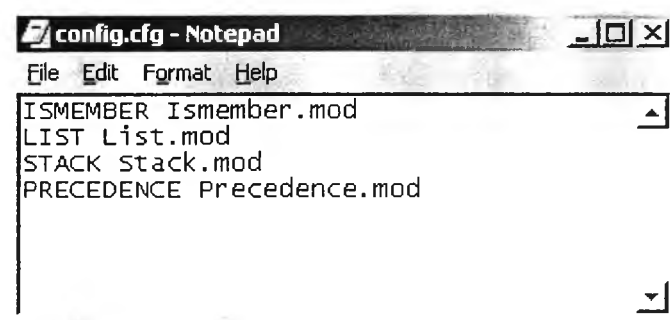 config.cfg - Notepad
File Edit Format Help
ISMEMBER Ismember.mod
LIST List.mod
STACK Stack.mod
PRECEDENCE Precedence.mod